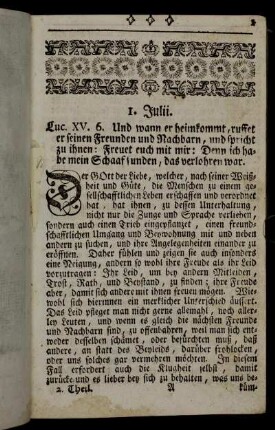 1. Julii.
Luc. XV. 6. Und wann er heimkommt, ruffet
er seinen Freunden und Nachbarn, und spricht
zu ihnen: Freuet euch mit mir: Denn ich ha-
be mein Schaaf funden, das verlohren war.
Der GOtt der Liebe, welcher, nach seiner Weiß-
heit und Güte, die Menschen zu einem ge-
sellschafftlichen Leben erschaffen und verordnet
hat, hat ihnen, zu dessen Unterhaltung,
nicht nur die Zunge und Sprache verliehen,
sondern auch einen Trieb eingepflanzet, einen freund-
schafftlichen Umgang und Beywohnung mit und neben
andern zu suchen, und ihre Angelegenheiten einander zu
eröffnen. Daher fühlen und zeigen sie auch insonders
eine Neigung, andern so wohl ihre Freude als ihr Leid
vorzutragen: Ihr Leid, um bey andern Mitleiden,
Trost, Rath, und Beystand, zu finden; ihre Freude
aber, damit sich andere mit ihnen freuen mögen. Wie-
wohl sich hierinnen ein mercklicher Unterschied äussert.
Das Leid pfleget man nicht gerne allemahl, noch al-
ley Leuten, und wenn es gleich die nächsten Freunde
und Nachbarn sind, zu offenbahren, weil man sich ent-
weder desselben schämet, oder befürchten muß, daß
andere, an statt des Beyleids, darüber frohlocken,
oder uns solches gar vermehren möchten. In diesem
Fall erfordert auch die Klugheit selbst, damit
zurücke und es lieber bey sich zu behalten, was uns be-
2. Theil. A küm-